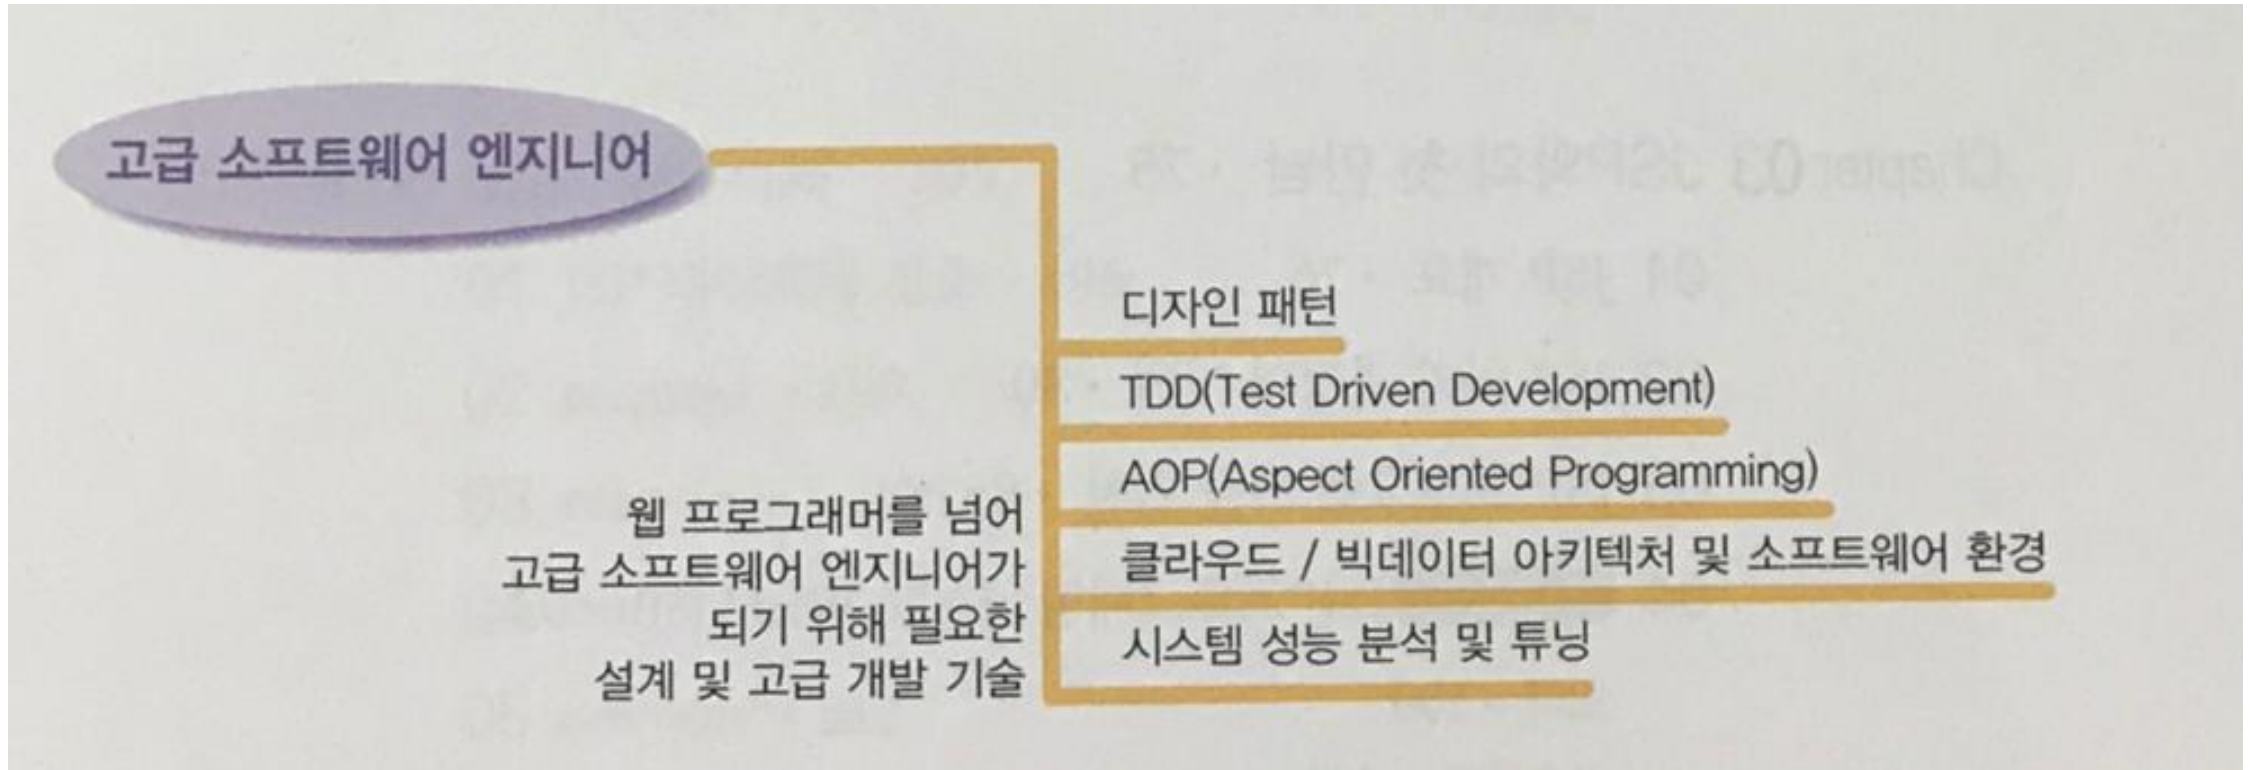 고급 소프트웨어 엔지니어
디자인 패턴
TDD(Test Driven Development)
AOP(Aspect Oriented Programming)
웹 프로그래머를 넘어
고급 소프트웨어 엔지니어가
되기 위해 필요한
설계 및 고급 개발 기술
클라우드 / 빅데이터 아키텍처 및 소프트웨어 환경
시스템 성능 분석 및 튜닝